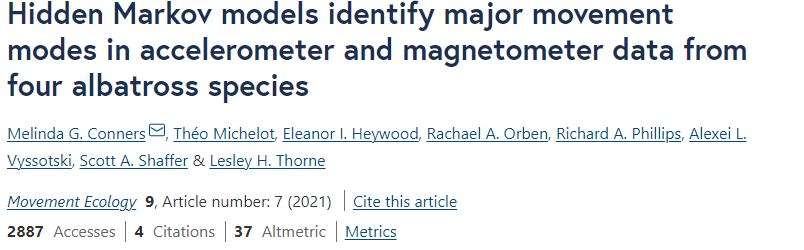 Hidden Markov models identify major movement
modes in accelerometer and magnetometer data from
four albatross species
Melinda G. Conners, Théo Michelot, Eleanor I. Heywood, Rachael A. Orben, Richard A. Phillips, Alexei L.
Vyssotski, Scott A. Shaffer & Lesley H. Thorne
Movement Ecology 9, Article number: 7 (2021) Cite this article
2887 Accesses 4 Citations 37 Altmetric Metrics